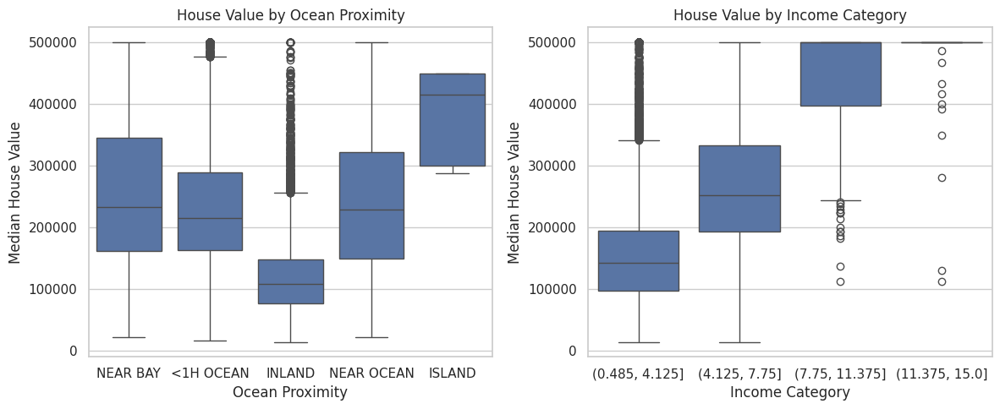 House Value by Ocean Proximity
Median House Value
500000
400000
300000
200000
100000
0
NEAR BAY <1H OCEAN INLAND NEAR OCEAN ISLAND
Ocean Proximity
House Value by Income Category
Median House Value
500000
400000
300000
200000
100000
0
(0.485, 4.125] (4.125, 7.75] (7.75, 11.375] (11.375, 15.0]
Income Category